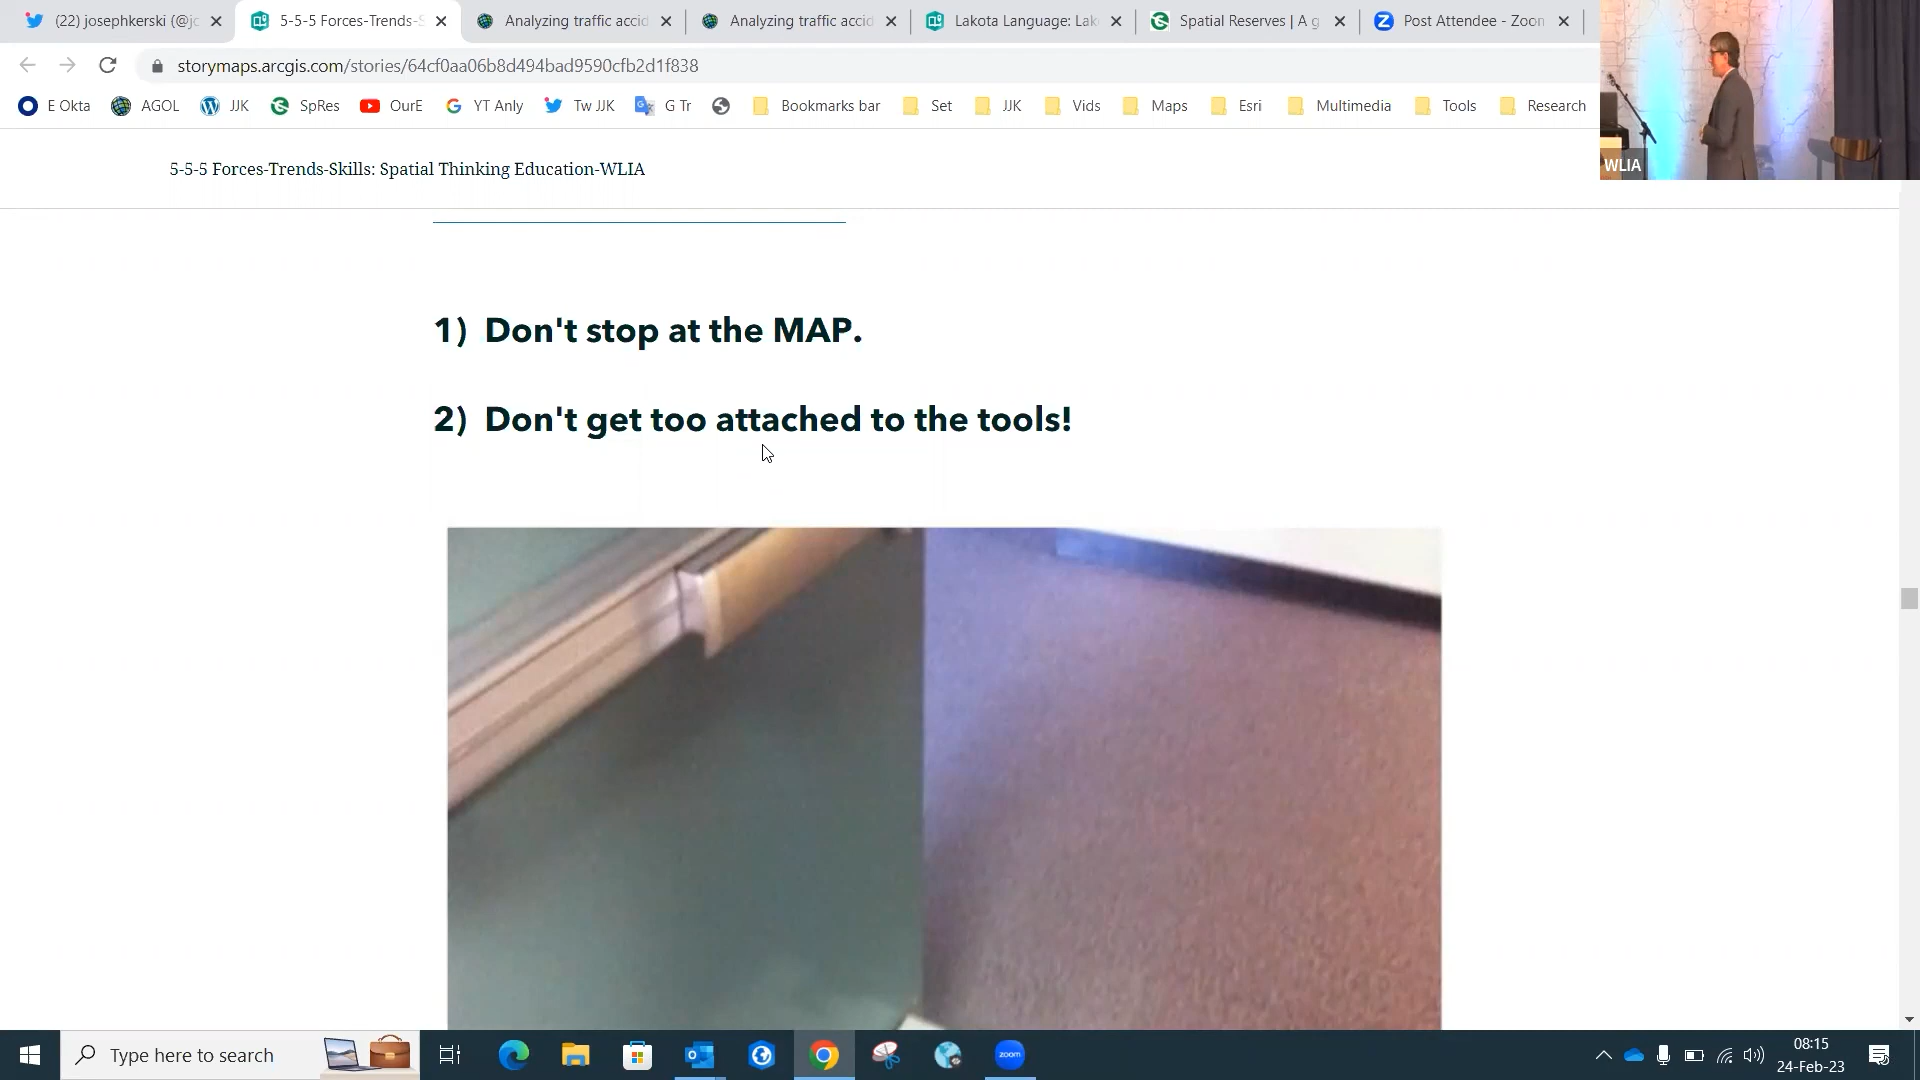 (22) josephkerski (@jo
5-5-5 Forces-Trends-S
Analyzing traffic accid
Analyzing traffic accid
Lakota Language: Lak
Spatial Reserves | A g
Post Attendee - Zoom
storymaps.arcgis.com/stories/64cf0aa06b8d494bad9590cfb2d1f838
E Okta AGOL JJK SpRes OurE YT Anly Tw JJK G Tr Bookmarks bar Set JJK Vids Maps Esri Multimedia Tools Research
WLIA
5-5-5 Forces-Trends-Skills: Spatial Thinking Education-WLIA
1) Don't stop at the MAP.
2) Don't get too attached to the tools!
Type here to search
zoom
08:15
24-Feb-23